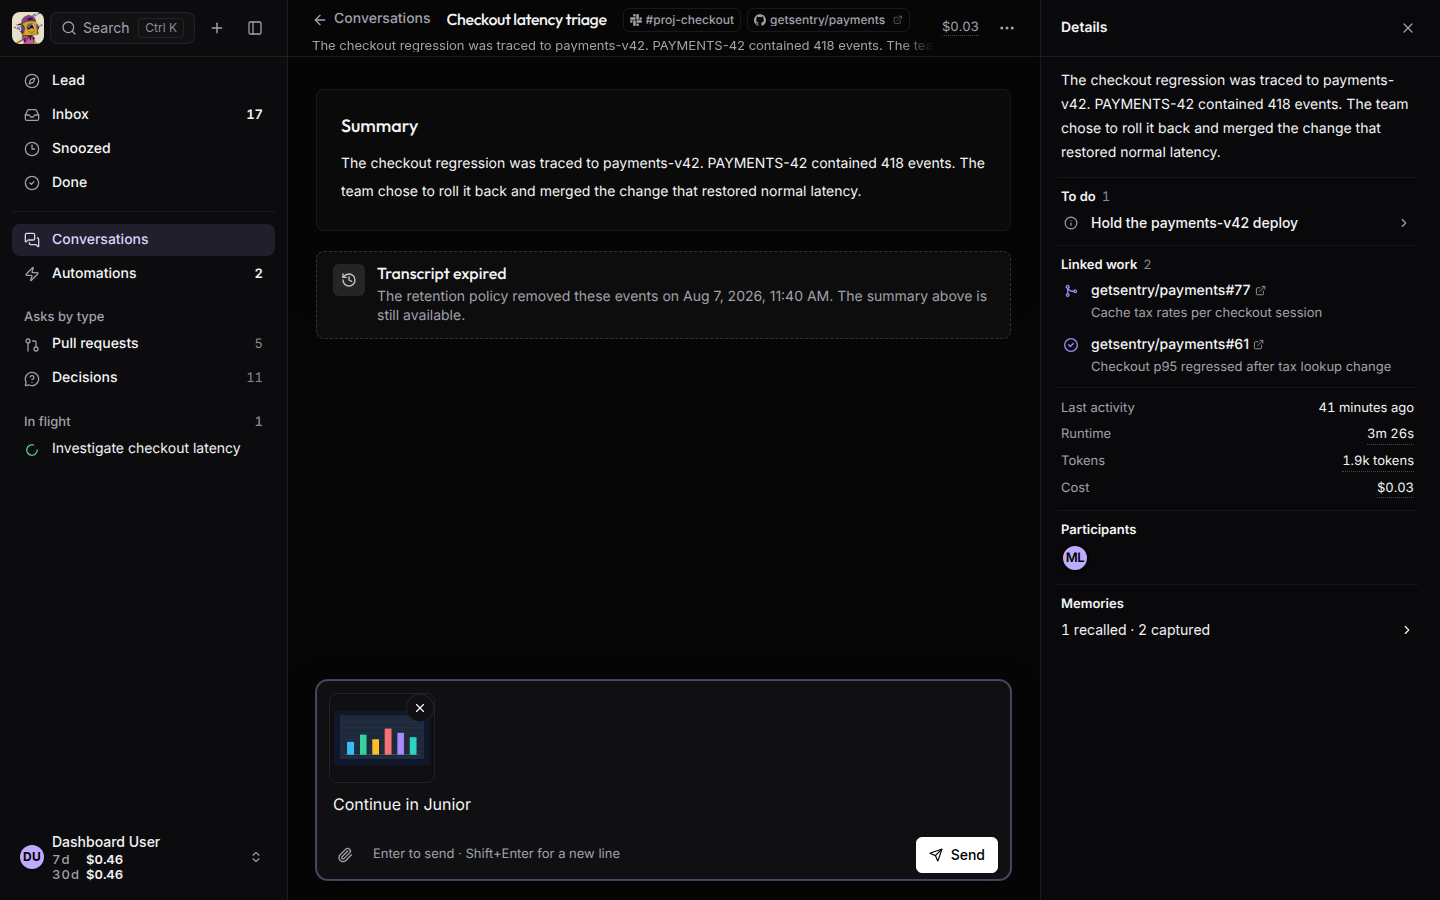 Search Ctrl K
Lead
Inbox 17
Snoozed
Done
Conversations
Automations 2
Asks by type
Pull requests 5
Decisions 11
In flight 1
Investigate checkout latency
DU Dashboard User
7d $0.46
30d $0.46
Conversations Checkout latency triage #proj-checkout getsentry/payments $0.03
The checkout regression was traced to payments-v42. PAYMENTS-42 contained 418 events. The tea
Summary
The checkout regression was traced to payments-v42. PAYMENTS-42 contained 418 events. The
team chose to roll it back and merged the change that restored normal latency.
Transcript expired
The retention policy removed these events on Aug 7, 2026, 11:40 AM. The summary above is
still available.
Continue in Junior
Enter to send · Shift+Enter for a new line Send
Details
The checkout regression was traced to payments-
v42. PAYMENTS-42 contained 418 events. The team
chose to roll it back and merged the change that
restored normal latency.
To do 1
Hold the payments-v42 deploy
Linked work 2
getsentry/payments#77
Cache tax rates per checkout session
getsentry/payments#61
Checkout p95 regressed after tax lookup change
Last activity 41 minutes ago
Runtime 3m 26s
Tokens 1.9k tokens
Cost $0.03
Participants
ML
Memories
1 recalled · 2 captured